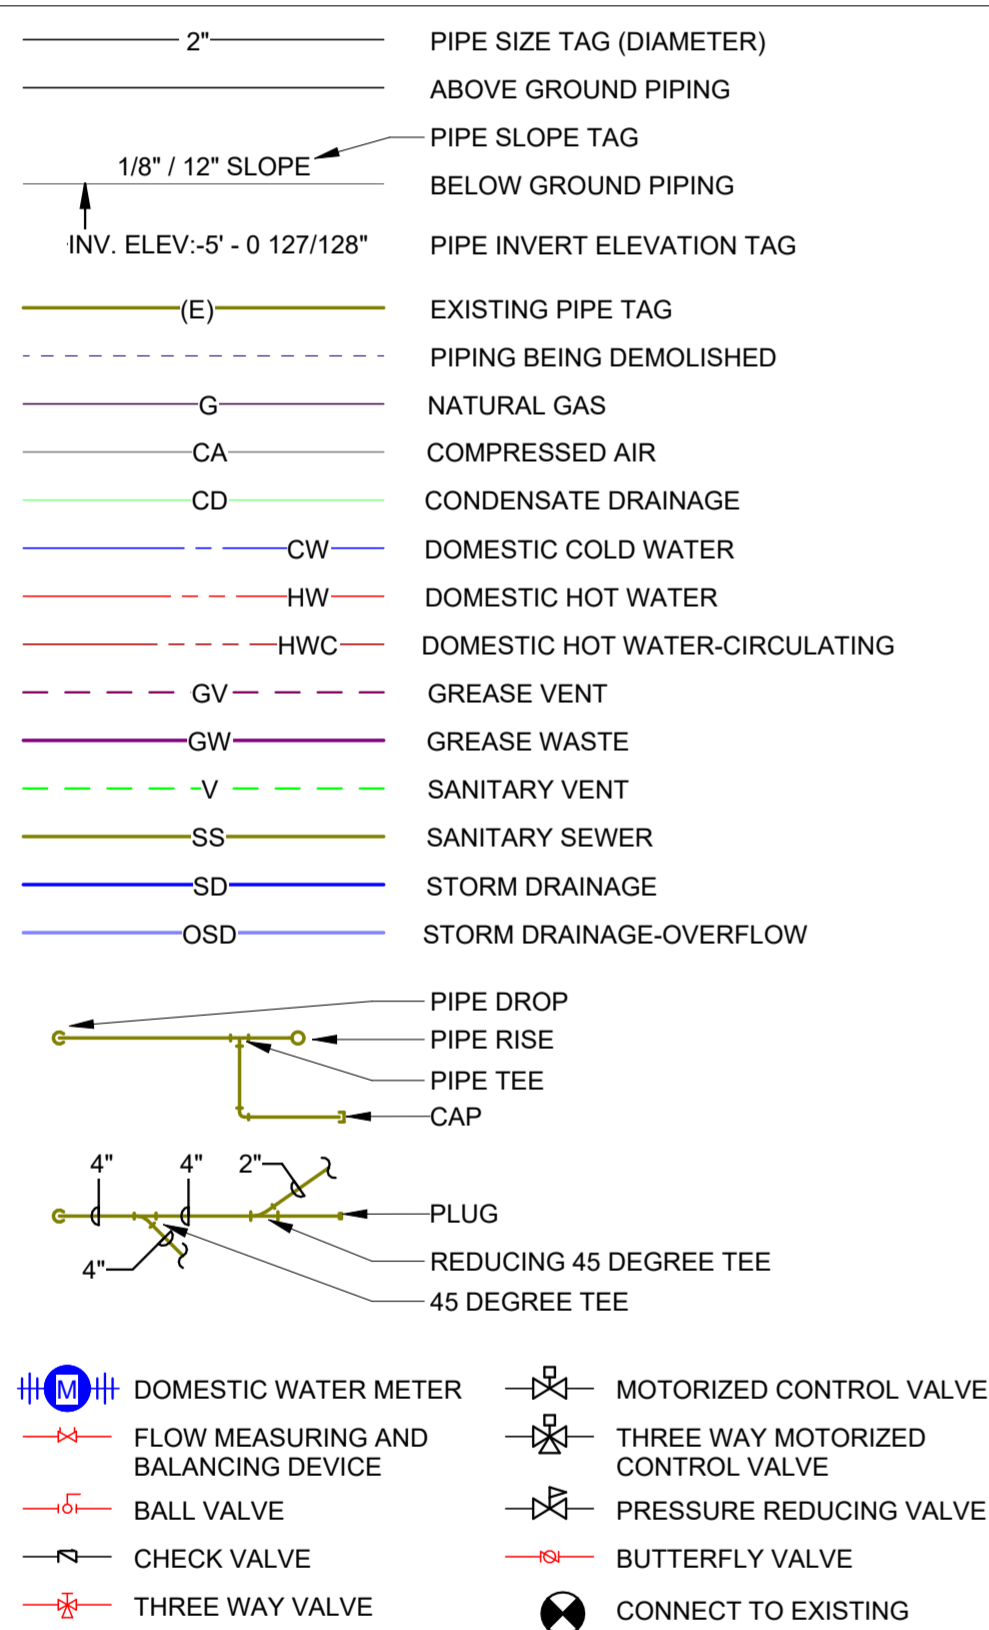 2" PIPE SIZE TAG (DIAMETER)
ABOVE GROUND PIPING
PIPE SLOPE TAG
1/8" / 12" SLOPE
BELOW GROUND PIPING
INV. ELEV:-5' - 0 127/128" PIPE INVERT ELEVATION TAG
(E) EXISTING PIPE TAG
PIPING BEING DEMOLISHED
G NATURAL GAS
CA COMPRESSED AIR
CD CONDENSATE DRAINAGE
CW DOMESTIC COLD WATER
HW DOMESTIC HOT WATER
HWC DOMESTIC HOT WATER-CIRCULATING
GV GREASE VENT
GW GREASE WASTE
V SANITARY VENT
SS SANITARY SEWER
SD STORM DRAINAGE
OSD STORM DRAINAGE-OVERFLOW
PIPE DROP
PIPE RISE
PIPE TEE
CAP
4" 4" 2"
PLUG
4"
REDUCING 45 DEGREE TEE
45 DEGREE TEE
M DOMESTIC WATER METER
FLOW MEASURING AND
BALANCING DEVICE
BALL VALVE
CHECK VALVE
THREE WAY VALVE
MOTORIZED CONTROL VALVE
THREE WAY MOTORIZED
CONTROL VALVE
PRESSURE REDUCING VALVE
BUTTERFLY VALVE
CONNECT TO EXISTING